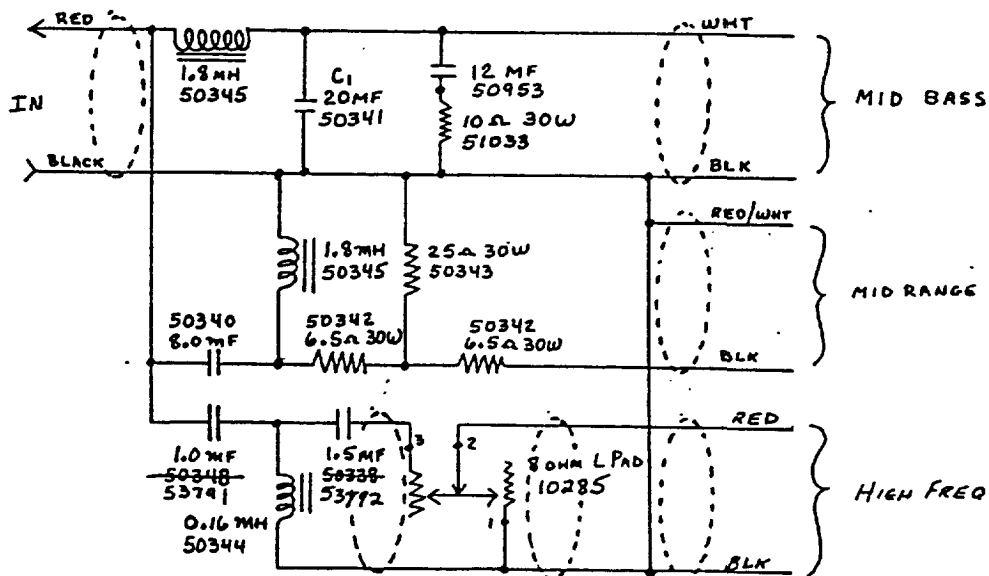 RED
WHT
1.8MH
50345
C1
20MF
50341
12 MF
50953
10Ω 30W
51033
IN
MID BASS
BLACK
BLK
RED/WHT
1.8MH
50345
25Ω 30W
50343
MID RANGE
50340
8.0MF
50342
6.5Ω 30W
50342
6.5Ω 30W
BLK
RED
3
2
1.0MF
50348
53791
1.5MF
50338
53792
8 OHM L PAD
10285
1
HIGH FREQ
0.16 MH
50344
BLK